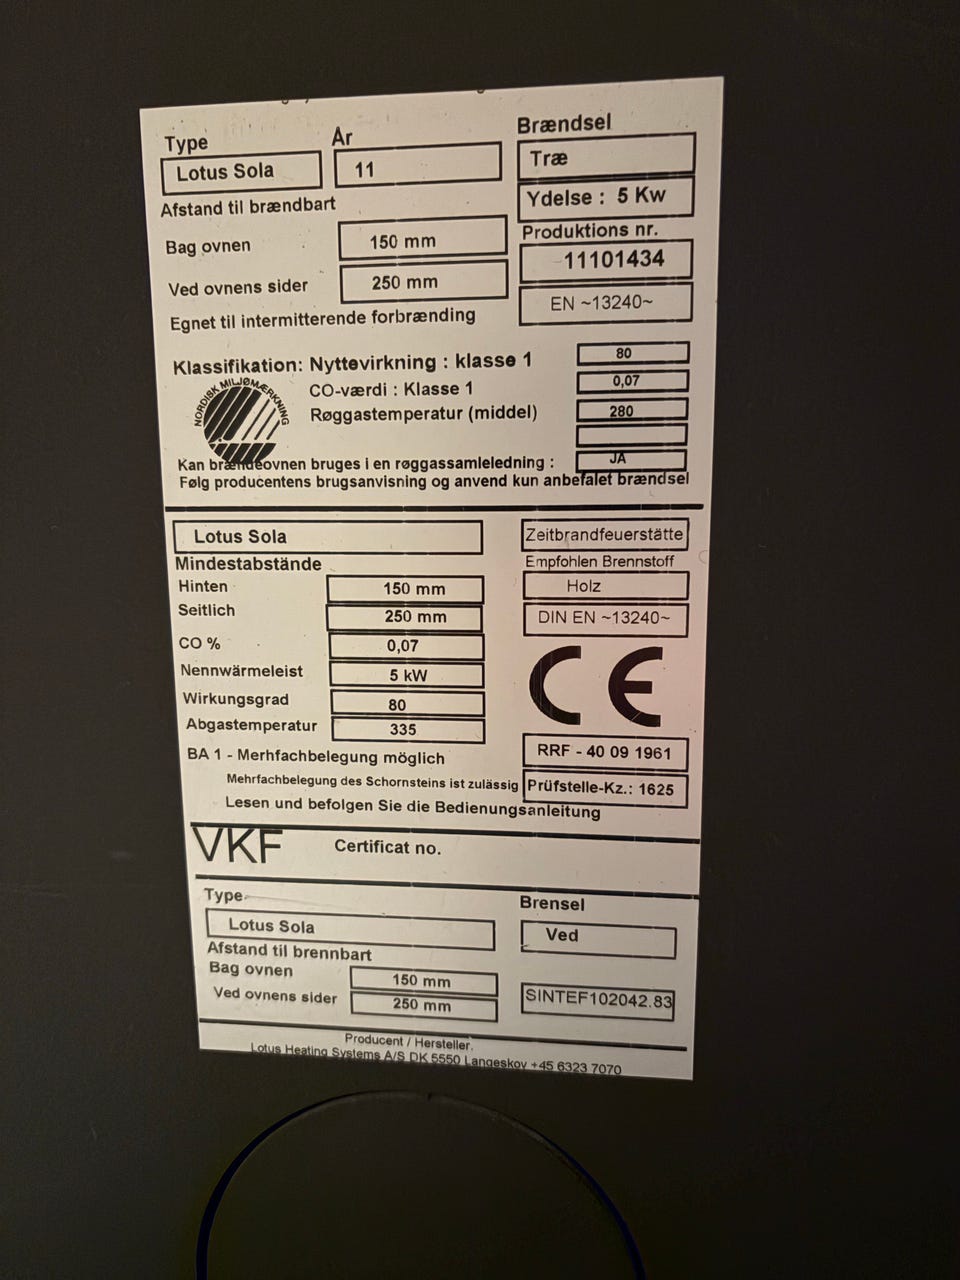 Type
Lotus Sola
År
11
Brændsel
Træ
Ydelse : 5 Kw
Afstand til brændbart
Bag ovnen 150 mm
Ved ovnens sider 250 mm
Produktions nr.
11101434
EN ~13240~
Egnet til intermitterende forbrænding
Klassifikation: Nyttevirkning : klasse 1 80
CO-værdi : Klasse 1 0,07
Røggastemperatur (middel) 280
NORDISK MILJØMÆRKNING
Kan brændeovnen bruges i en røggassamleledning : JA
Følg producentens brugsanvisning og anvend kun anbefalet brændsel
Lotus Sola
Zeitbrandfeuerstätte
Mindestabstände
Empfohlen Brennstoff
Hinten 150 mm
Holz
Seitlich 250 mm
DIN EN ~13240~
CO % 0,07
Nennwärmeleist 5 kW
Wirkungsgrad 80
Abgastemperatur 335
CE
BA 1 - Merhfachbelegung möglich
RRF - 40 09 1961
Mehrfachbelegung des Schornsteins ist zulässig
Prüfstelle-Kz.: 1625
Lesen und befolgen Sie die Bedienungsanleitung
VKF Certificat no.
Type
Lotus Sola
Brensel
Ved
Afstand til brennbart
Bag ovnen 150 mm
Ved ovnens sider 250 mm
SINTEF102042.83
Producent / Hersteller.
Lotus Heating Systems A/S DK 5550 Langeskov +45 6323 7070